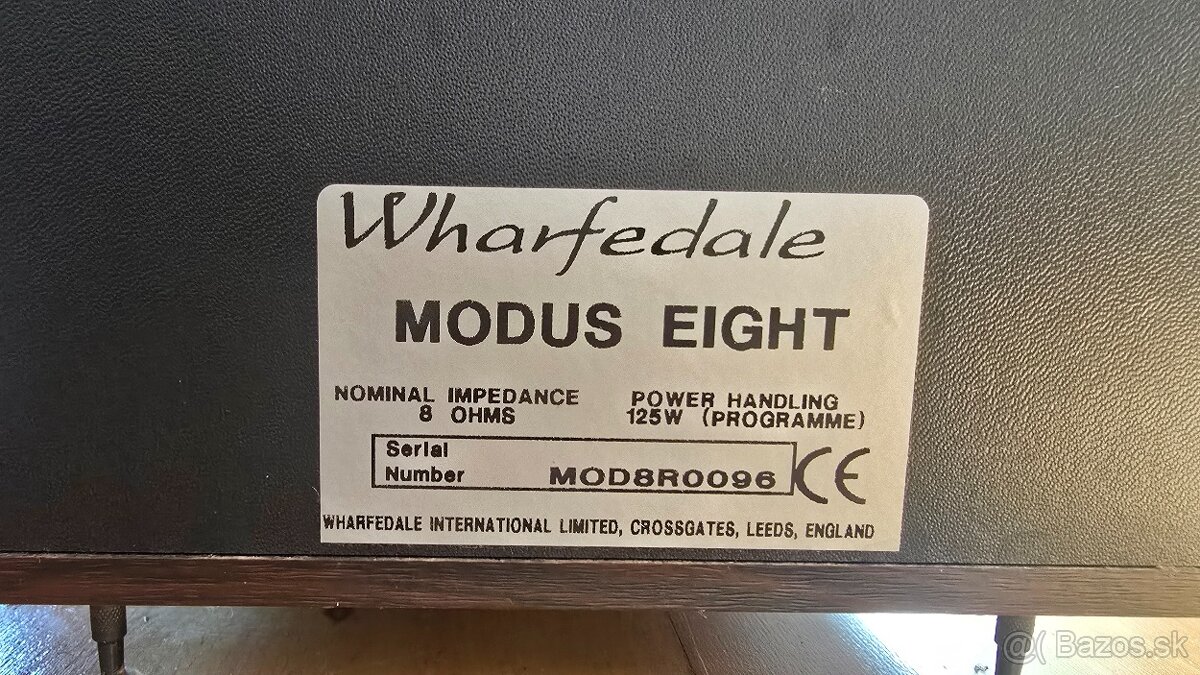 Wharfedale
MODUS EIGHT
NOMINAL IMPEDANCE POWER HANDLING
8 OHMS 125W (PROGRAMME)
Serial
Number MOD8R0096 CE
WHARFEDALE INTERNATIONAL LIMITED, CROSSGATES, LEEDS, ENGLAND
@( Bazos.sk